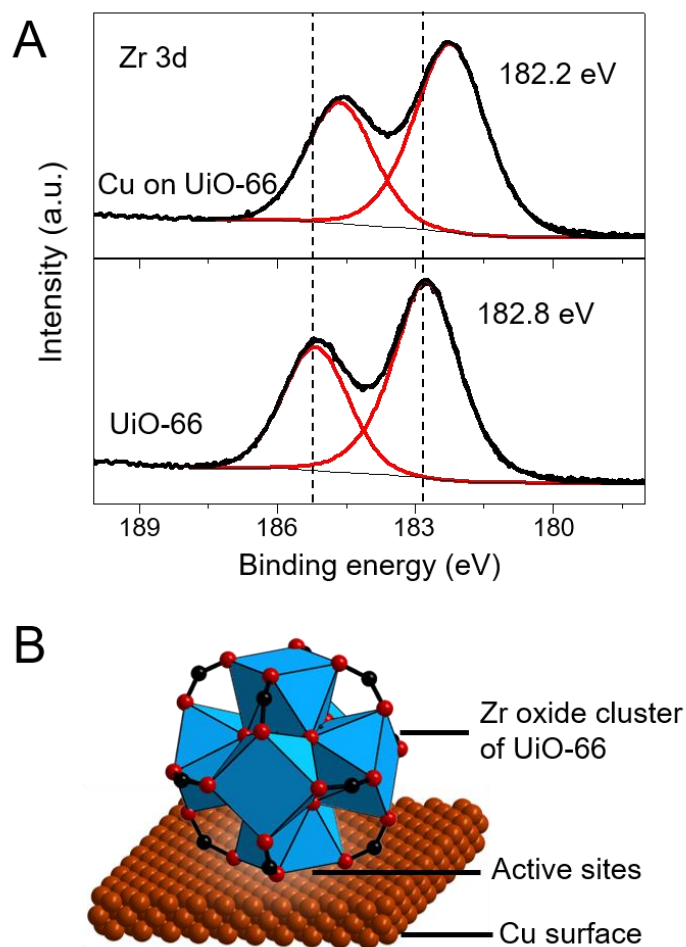 A
Zr 3d
182.2 eV
Cu on UiO-66
Intensity (a.u.)
182.8 eV
UiO-66
189 186 183 180
Binding energy (eV)
B
Zr oxide cluster
of UiO-66
Active sites
Cu surface